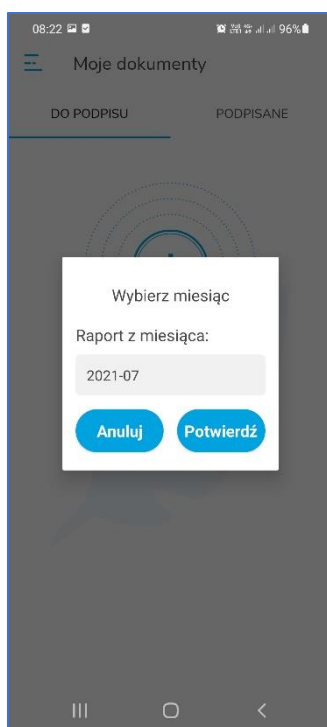 08:22 96%
Moje dokumenty
DO PODPISU PODPISANE
Wybierz miesiąc
Raport z miesiąca:
2021-07
Anuluj Potwierdź